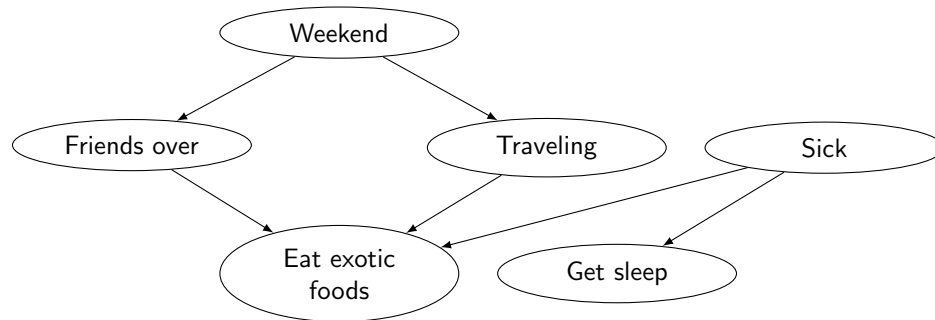 Weekend
Friends over
Traveling
Sick
Eat exotic
foods
Get sleep